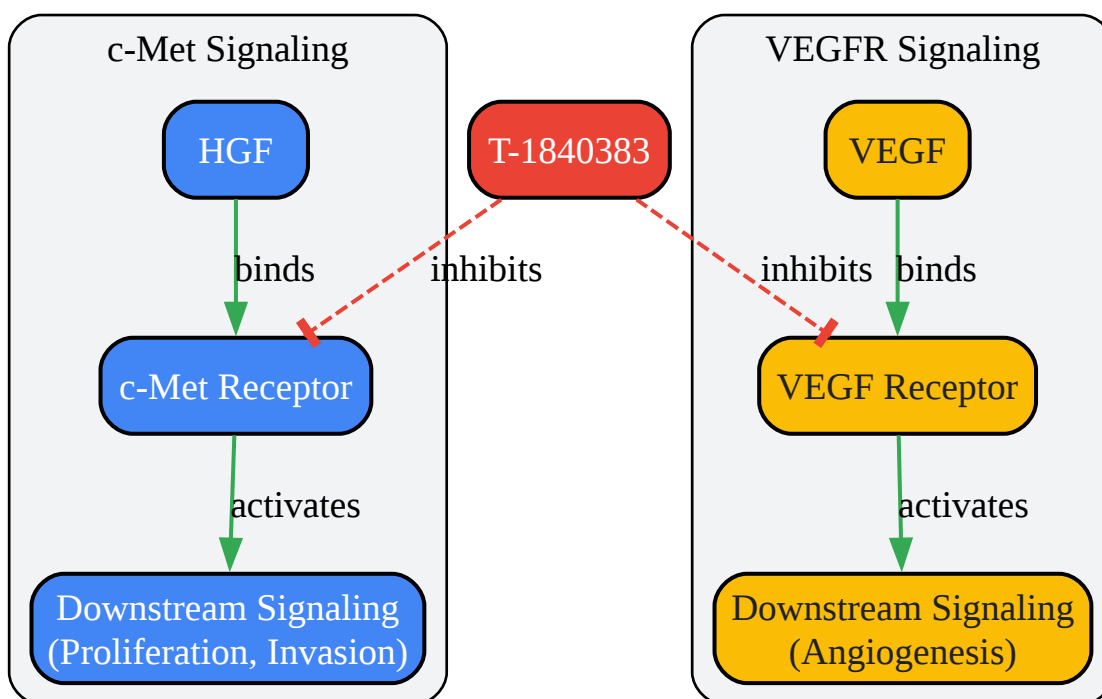 c-Met Signaling
VEGFR Signaling
HGF
T-1840383
VEGF
binds
inhibits
inhibits
binds
c-Met Receptor
VEGF Receptor
activates
activates
Downstream Signaling
(Proliferation, Invasion)
Downstream Signaling
(Angiogenesis)